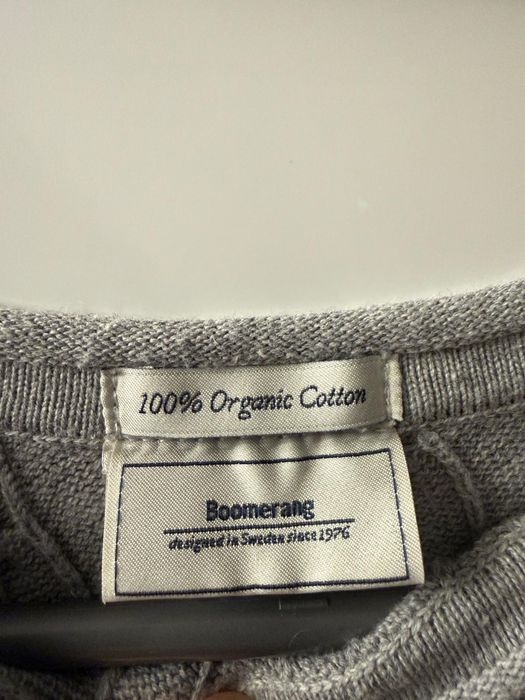 100% Organic Cotton
Boomerang
designed in Sweden since 1976